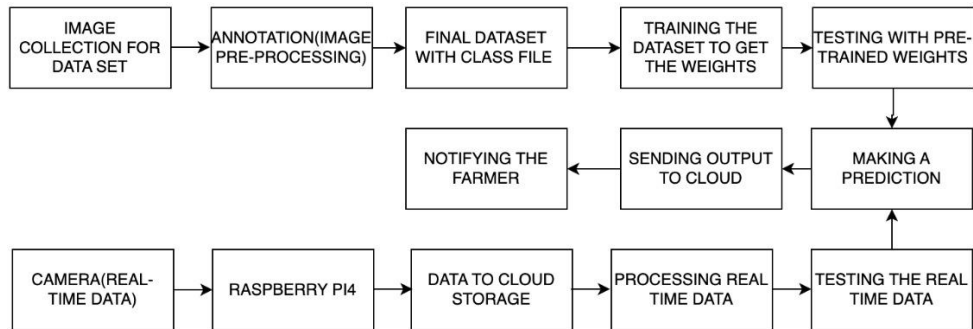 IMAGE
COLLECTION FOR
DATA SET
ANNOTATION(IMAGE
PRE-PROCESSING)
FINAL DATASET
WITH CLASS FILE
TRAINING THE
DATASET TO GET
THE WEIGHTS
TESTING WITH PRE-
TRAINED WEIGHTS
NOTIFYING THE
FARMER
SENDING OUTPUT
TO CLOUD
MAKING A
PREDICTION
CAMERA(REAL-
TIME DATA)
RASPBERRY PI4
DATA TO CLOUD
STORAGE
PROCESSING REAL
TIME DATA
TESTING THE REAL
TIME DATA